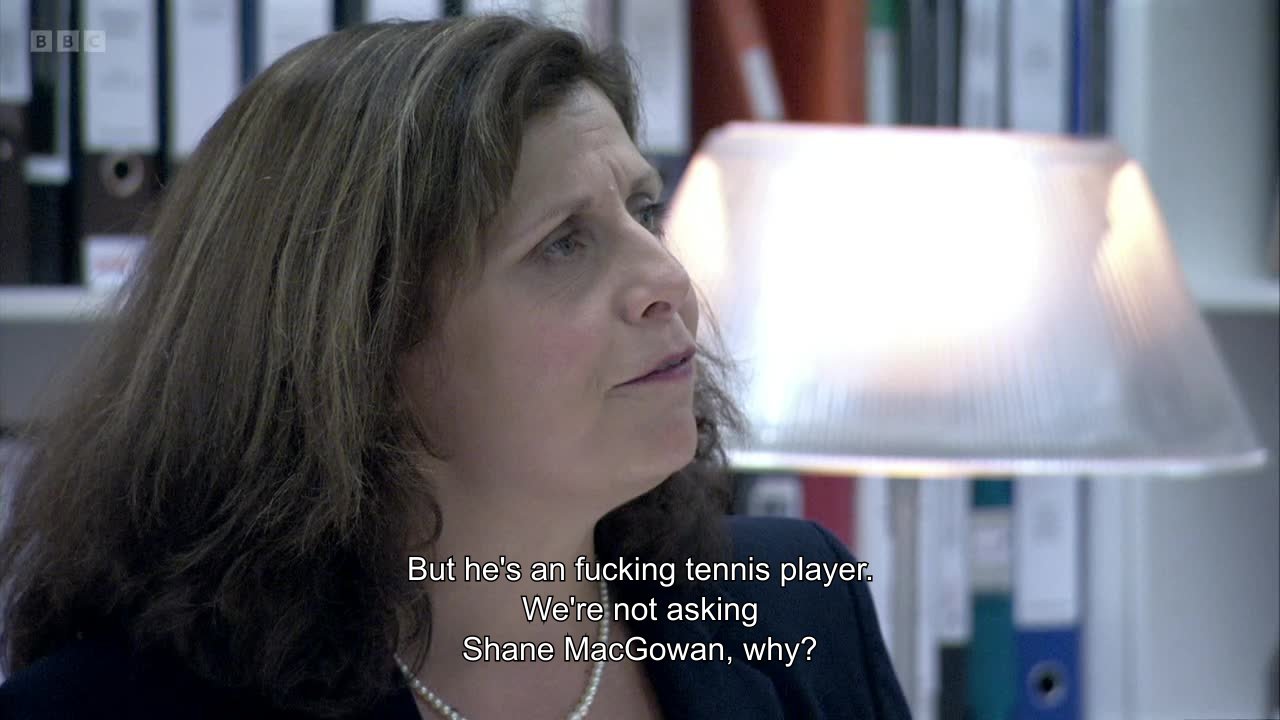 BBC
But he's an fucking tennis player.
We're not asking
Shane MacGowan, why?